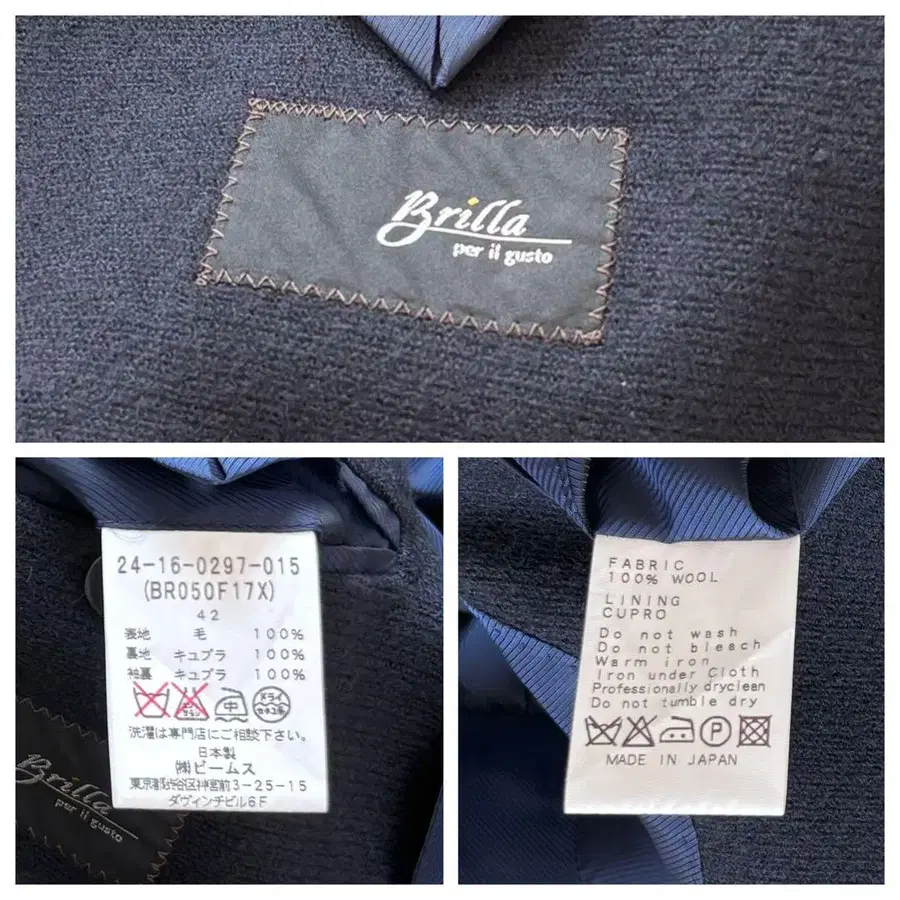 Brilla
per il gusto
24-16-0297-015
(BR050F17X)
42
表地 毛 100%
裏地 キュプラ 100%
袖裏 キュプラ 100%
中
ドライ
洗濯は専門店にご相談下さい。
日本製
㈱ビームス
東京都渋谷区神宮前3-25-15
ダヴィンチビル6F
Brilla
per il gusto
FABRIC
100% WOOL
LINING
CUPRO
Do not wash
Do not bleach
Warm iron
Iron under Cloth
Professionally dryclean
Do not tumble dry
P
MADE IN JAPAN